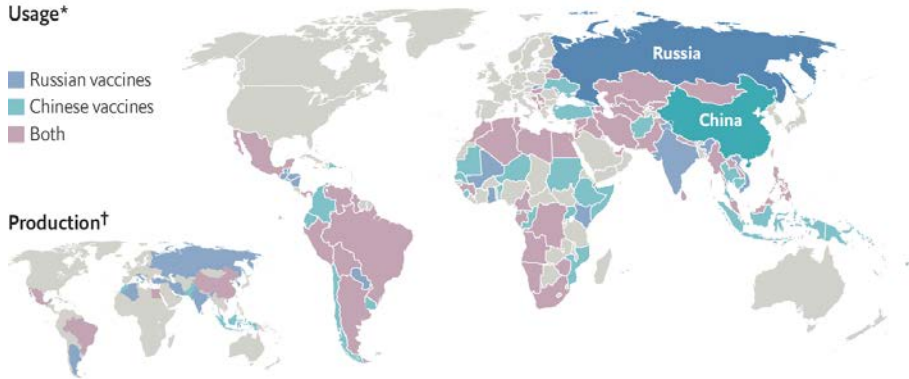 Usage*
Russian vaccines
Chinese vaccines
Both
Russia
China
Production†